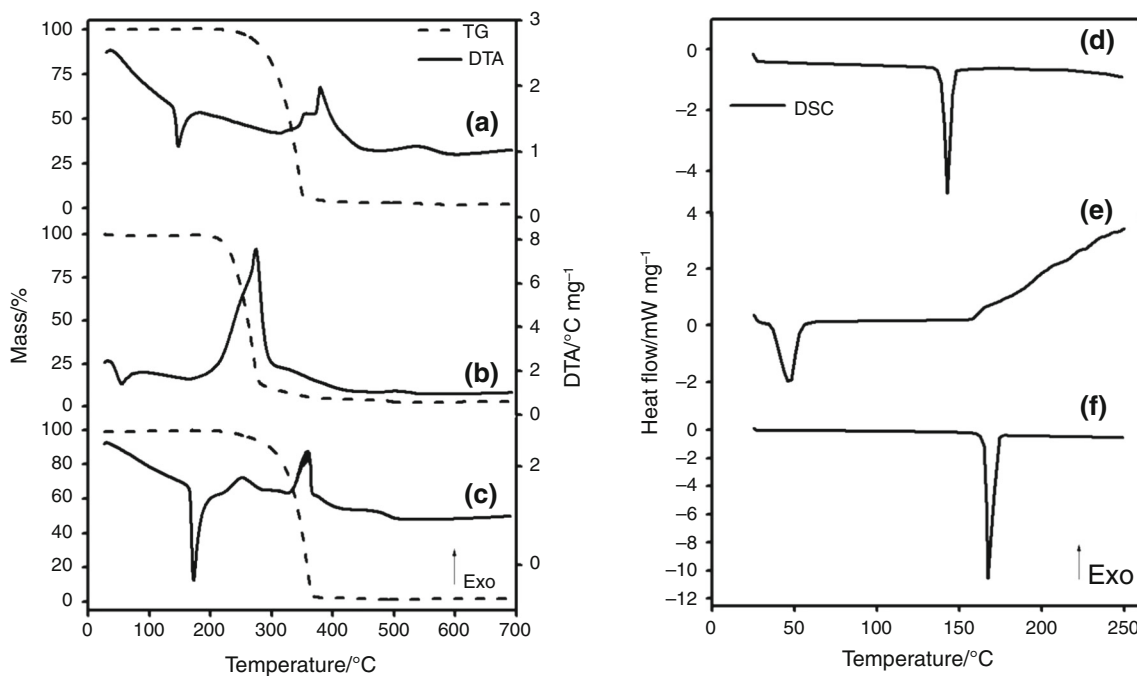 100
75
50
25
0
100
75
50
25
0
100
80
60
40
20
0
Mass/%
TG
DTA
(a)
(b)
(c)
Exo
3
2
1
0
8
6
4
2
0
2
0
DTA/°C mg–1
0 100 200 300 400 500 600 700
Temperature/°C
0
–2
–4
4
2
0
–2
0
–2
–4
–6
–8
–10
–12
Heat flow/mW mg–1
DSC
(d)
(e)
(f)
Exo
0 50 100 150 200 250
Temperature/°C